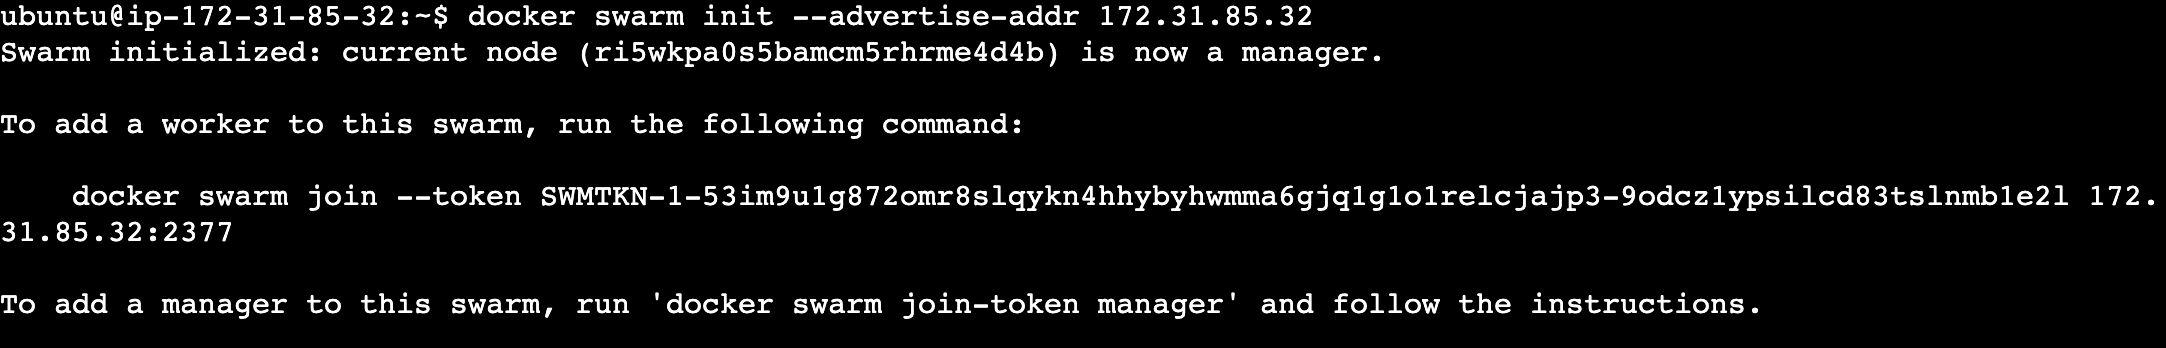 ubuntu@ip-172-31-85-32:~$ docker swarm init --advertise-addr 172.31.85.32
Swarm initialized: current node (ri5wkpa0s5bamcm5rhrme4d4b) is now a manager.
To add a worker to this swarm, run the following command:
docker swarm join --token SWMTKN-1-53im9u1g872omr8slqykn4hhybyhwmma6gjq1g1o1relcjajp3-9odcz1ypsilcd83tslnmb1e2l 172.
31.85.32:2377
To add a manager to this swarm, run 'docker swarm join-token manager' and follow the instructions.